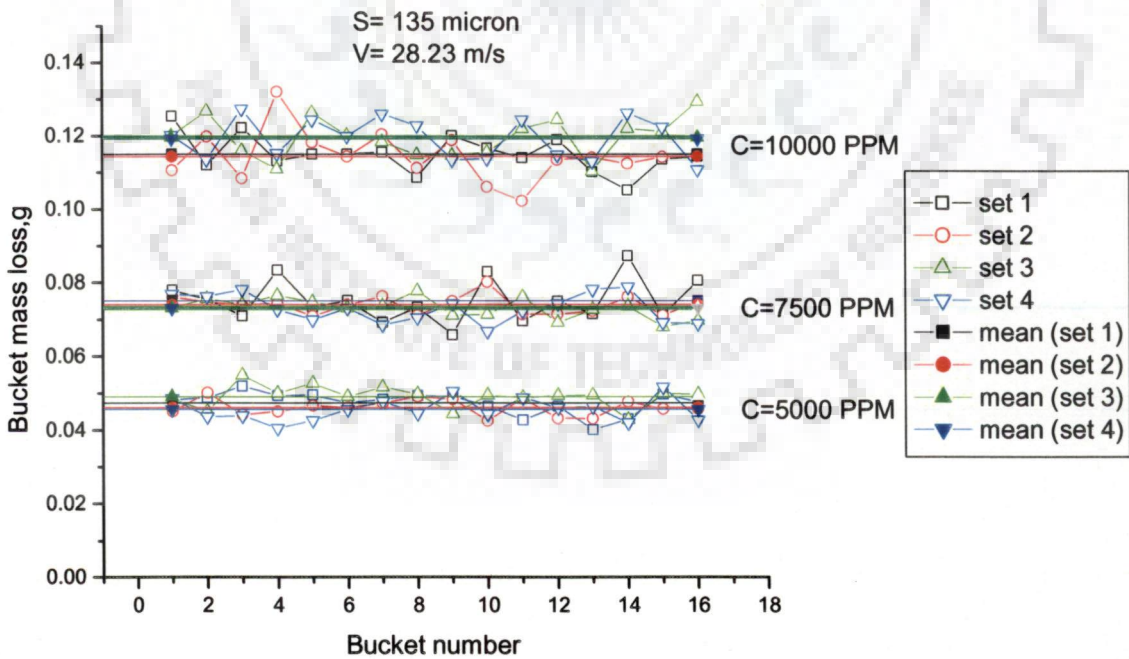 S= 135 micron
V= 28.23 m/s
0.14
0.12
0.10
0.08
0.06
0.04
0.02
0.00
Bucket mass loss,g
C=10000 PPM
C=7500 PPM
C=5000 PPM
0 2 4 6 8 10 12 14 16 18
Bucket number
set 1
set 2
set 3
set 4
mean (set 1)
mean (set 2)
mean (set 3)
mean (set 4)